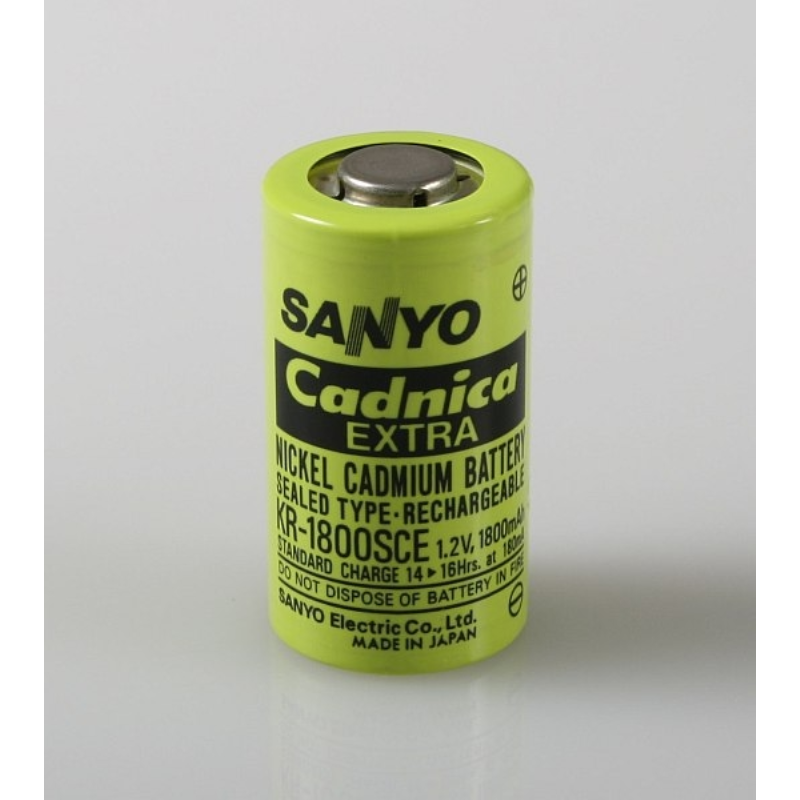 SANYO
Cadnica
EXTRA
NICKEL CADMIUM BATTERY
SEALED TYPE·RECHARGEABLE
KR-1800SCE 1.2V, 1800mAh
STANDARD CHARGE 14▸16Hrs. at 180mA
DO NOT DISPOSE OF BATTERY IN FIRE
SANYO Electric Co., Ltd.
MADE IN JAPAN